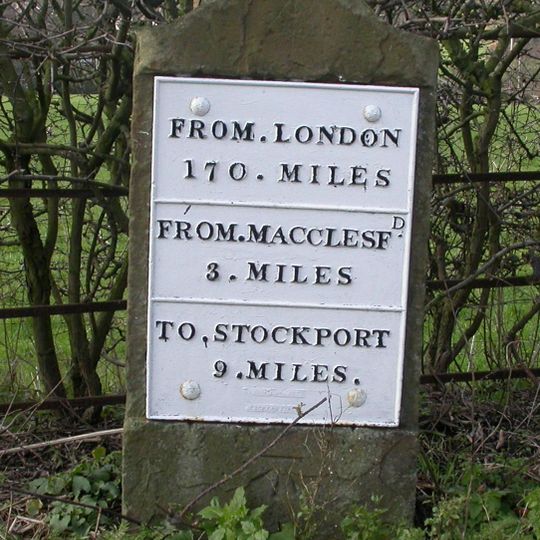 FROM. LONDON
170. MILES
FROM. MACCLESF.D
3. MILES
TO, STOCKPORT
9. MILES.